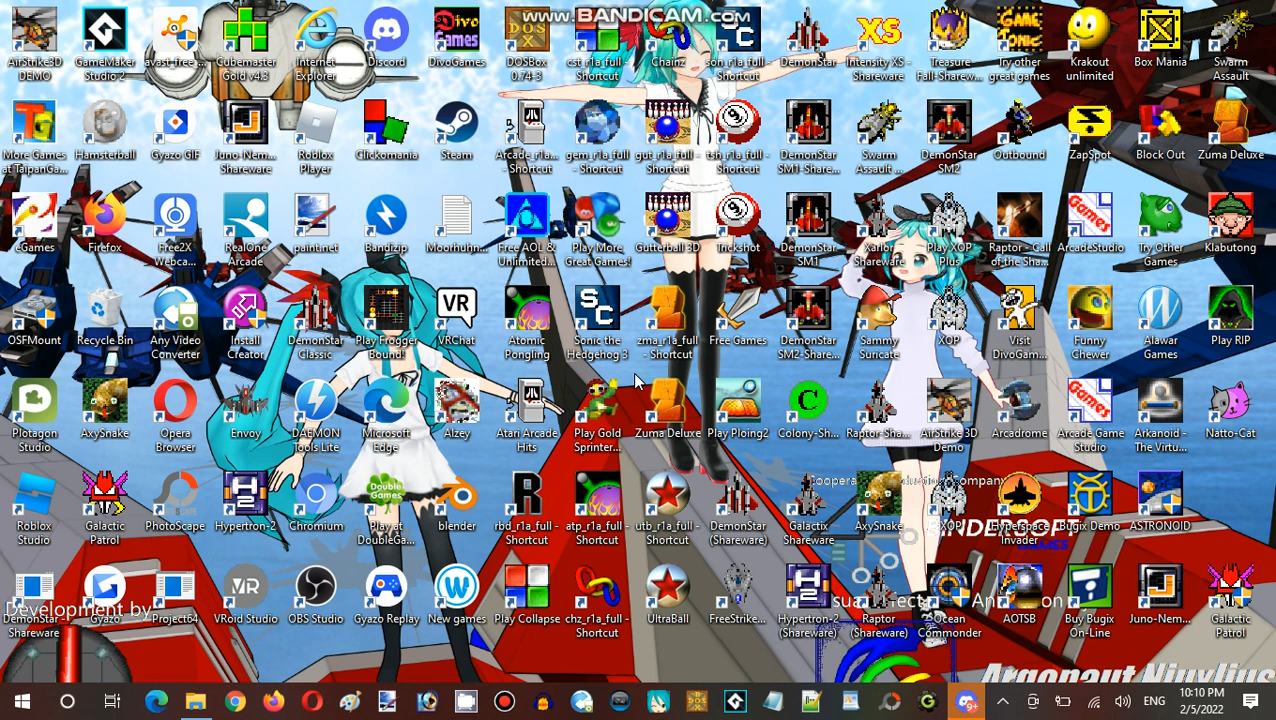 www.BANDICAM.com
AirStrike3D DEMO
GameMaker Studio 2
avast_free_...
Cubemaster Gold v4.3
Internet Explorer
Discord
DivoGames
DOSBox 0.74-3
cst_r1a_full - Shortcut
Chainz
son_r1a_full - Shortcut
DemonStar
Intensity XS - Shareware
Treasure Fall-Sharew...
Try other great games
Krakout unlimited
Box Mania
Swarm Assault
More Games at TaipanGa...
Hamsterball
Gyazo GIF
Juno-Nem... Shareware
Roblox Player
Clickomania
Steam
Arcade_r1a... - Shortcut
gem_r1a_full - Shortcut
gut_r1a_full - Shortcut
tsh_r1a_full - Shortcut
DemonStar SM1-Share...
Swarm Assault ...
DemonStar SM2
Outbound
ZapSpot
Block Out
Zuma Deluxe
eGames
Firefox
Free2X Webca...
RealOne Arcade
paintnet
Bandizip
Moorhuhn...
Free AOL & Unlimited...
Play More Great Games!
Gutterball 3D
Trickshot
DemonStar SM1
Xarlor Shareware
Play XOP Plus
Raptor - Call of the Sha...
ArcadeStudio
Try Other Games
Klabutong
OSFMount
Recycle Bin
Any Video Converter
Install Creator
DemonStar Classic
Play Frogger Bound!
VRChat
Atomic Pongling
Sonic the Hedgehog 3
zma_r1a_full - Shortcut
Free Games
DemonStar SM2-Share...
Sammy Suricate
XOP
Visit DivoGam...
Funny Chewer
Alawar Games
Play RIP
Plotagon Studio
AxySnake
Opera Browser
Envoy
DAEMON Tools Lite
Microsoft Edge
Alzey
Atari Arcade Hits
Play Gold Sprinter...
Zuma Deluxe
Play Ploing2
Colony-Sh...
Raptor-Sha...
AirStrike 3D Demo
Arcadrome
Arcade Game Studio
Arkanoid - The Virtu...
Natto-Cat
Roblox Studio
Galactic Patrol
PhotoScape
Hypertron-2
Chromium
Play at DoubleGa...
blender
rbd_r1a_full - Shortcut
atp_r1a_full - Shortcut
utb_r1a_full - Shortcut
DemonStar (Shareware)
Galactix Shareware
AxySnake
XOP
Hyperspace Invader
Bugix Demo
ASTRONOID
DemonStar Shareware
Gyazo
Project64
VRoid Studio
OBS Studio
Gyazo Replay
New games
Play Collapse
chz_r1a_full - Shortcut
UltraBall
FreeStrike...
Hypertron-2 (Shareware)
Raptor (Shareware)
Ocean Commander
AOTSB
Buy Bugix On-Line
Juno-Nem...
Galactic Patrol
Development by
GAMES
Argonaut Niuxlius
ENG
10:10 PM
2/5/2022
9+